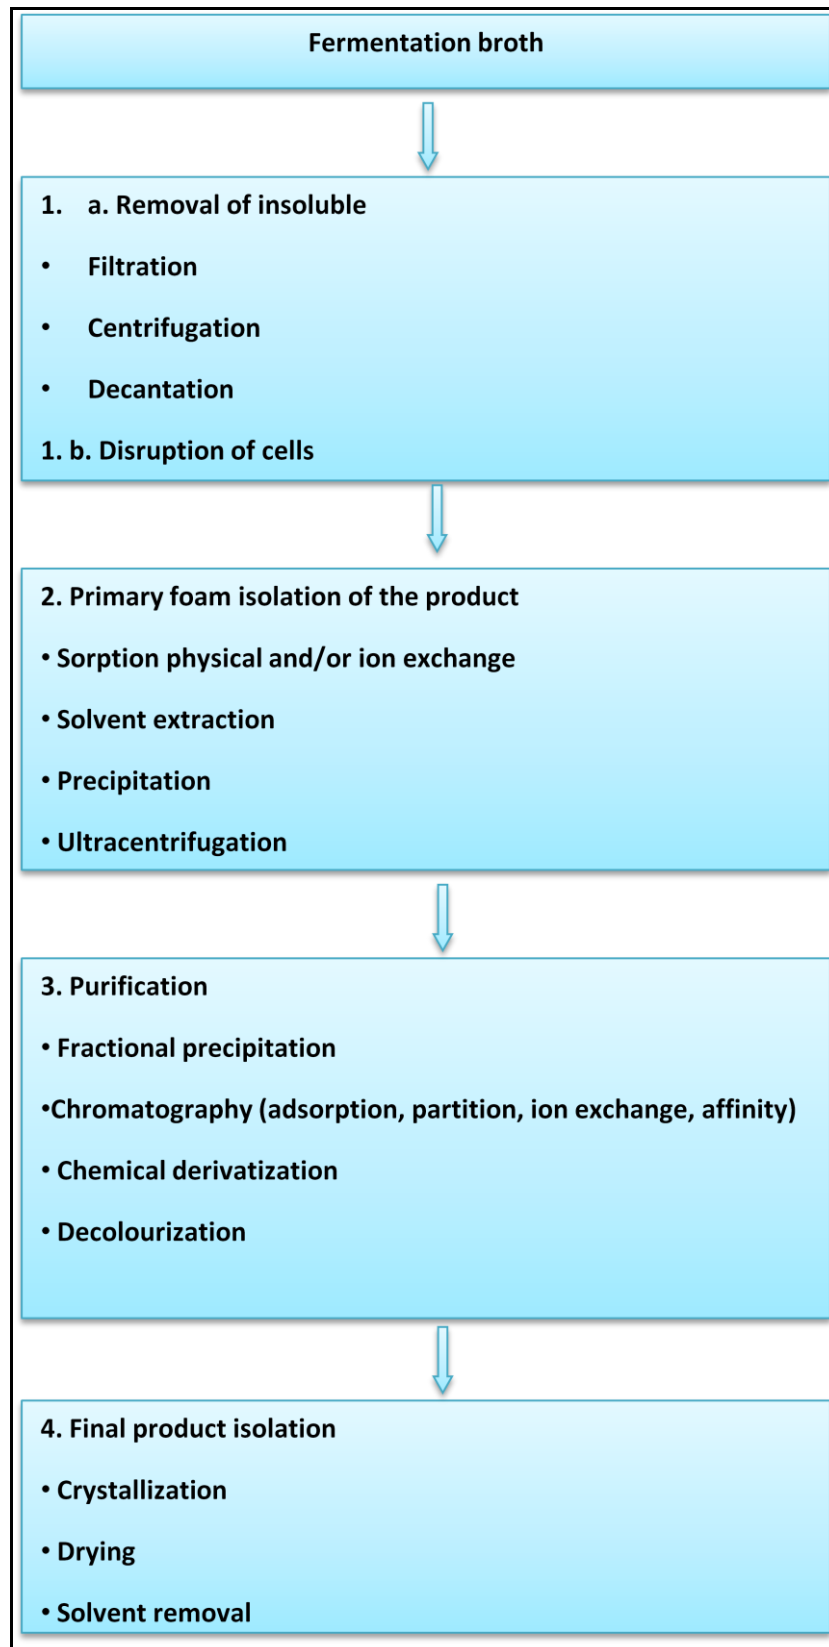 Fermentation broth
1. a. Removal of insoluble
• Filtration
• Centrifugation
• Decantation
1. b. Disruption of cells
2. Primary foam isolation of the product
• Sorption physical and/or ion exchange
• Solvent extraction
• Precipitation
• Ultracentrifugation
3. Purification
• Fractional precipitation
•Chromatography (adsorption, partition, ion exchange, affinity)
• Chemical derivatization
• Decolourization
4. Final product isolation
• Crystallization
• Drying
• Solvent removal